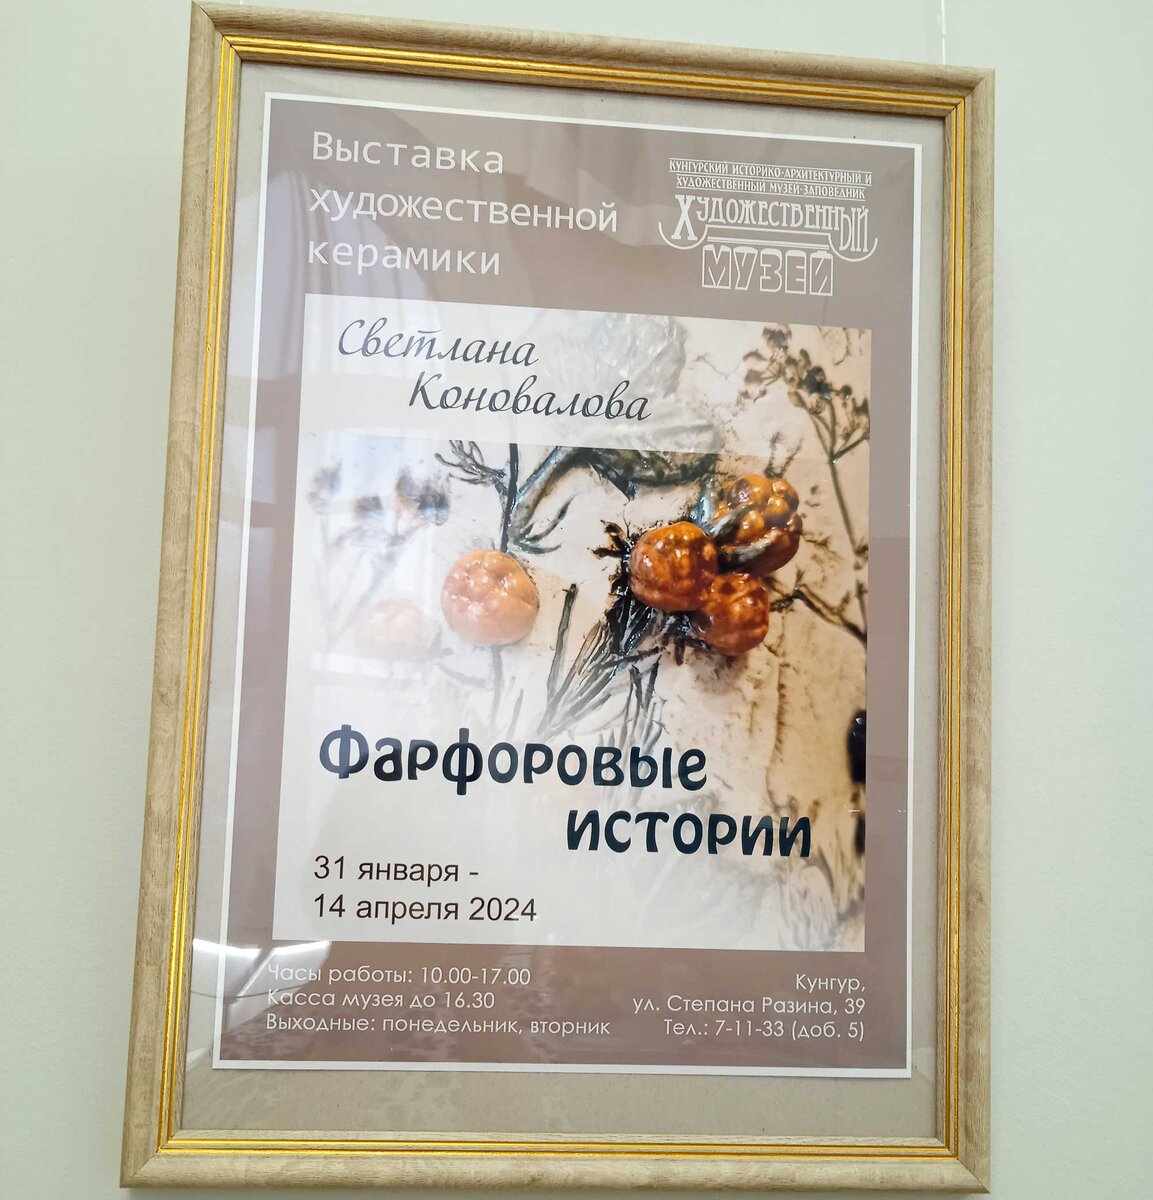 Выставка
художественной
керамики
КУНГУРСКИЙ ИСТОРИКО-АРХИТЕКТУРНЫЙ И
ХУДОЖЕСТВЕННЫЙ МУЗЕЙ-ЗАПОВЕДНИК
ХУДОЖЕСТВЕННЫЙ
МУЗЕЙ
Светлана
Коновалова
Фарфоровые
истории
31 января -
14 апреля 2024
Часы работы: 10.00-17.00
Касса музея до 16.30
Выходные: понедельник, вторник
Кунгур,
ул. Степана Разина, 39
Тел.: 7-11-33 (доб. 5)